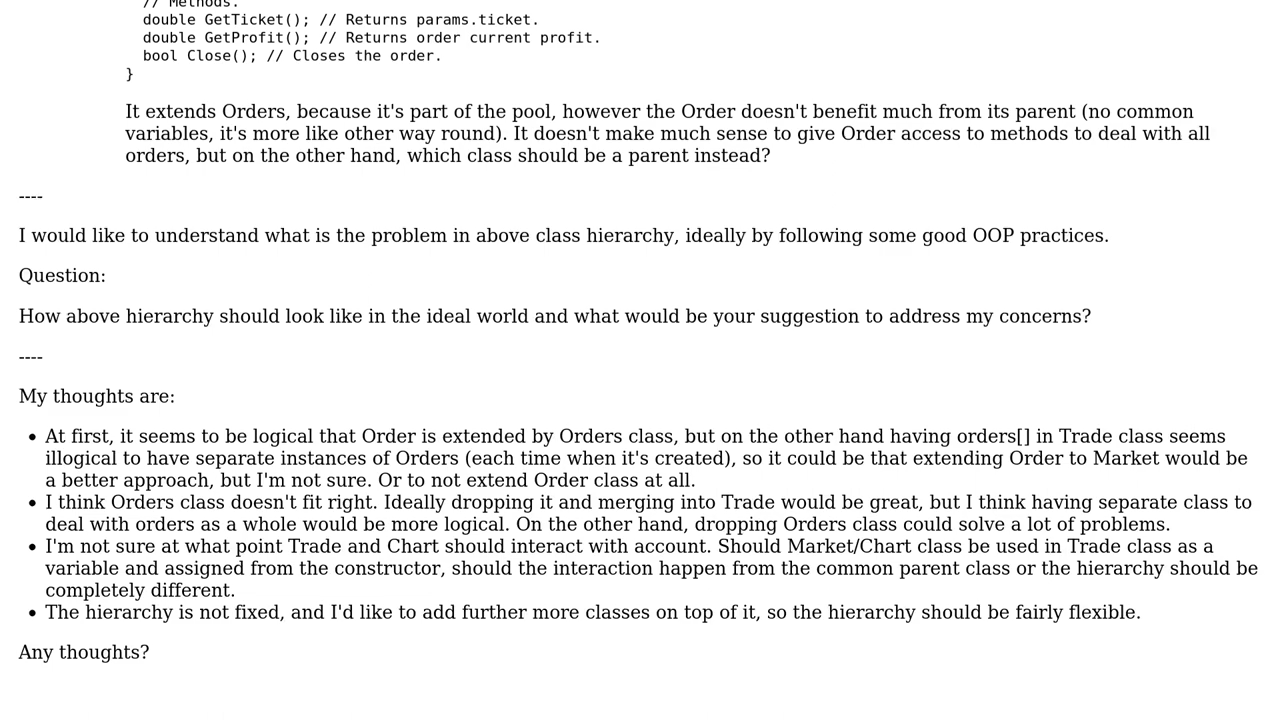 // Methods.
double GetTicket(); // Returns params.ticket.
double GetProfit(); // Returns order current profit.
bool Close(); // Closes the order.
}
It extends Orders, because it's part of the pool, however the Order doesn't benefit much from its parent (no common
variables, it's more like other way round). It doesn't make much sense to give Order access to methods to deal with all
orders, but on the other hand, which class should be a parent instead?
----
I would like to understand what is the problem in above class hierarchy, ideally by following some good OOP practices.
Question:
How above hierarchy should look like in the ideal world and what would be your suggestion to address my concerns?
----
My thoughts are:
• At first, it seems to be logical that Order is extended by Orders class, but on the other hand having orders[] in Trade class seems
illogical to have separate instances of Orders (each time when it's created), so it could be that extending Order to Market would be
a better approach, but I'm not sure. Or to not extend Order class at all.
• I think Orders class doesn't fit right. Ideally dropping it and merging into Trade would be great, but I think having separate class to
deal with orders as a whole would be more logical. On the other hand, dropping Orders class could solve a lot of problems.
• I'm not sure at what point Trade and Chart should interact with account. Should Market/Chart class be used in Trade class as a
variable and assigned from the constructor, should the interaction happen from the common parent class or the hierarchy should be
completely different.
• The hierarchy is not fixed, and I'd like to add further more classes on top of it, so the hierarchy should be fairly flexible.
Any thoughts?